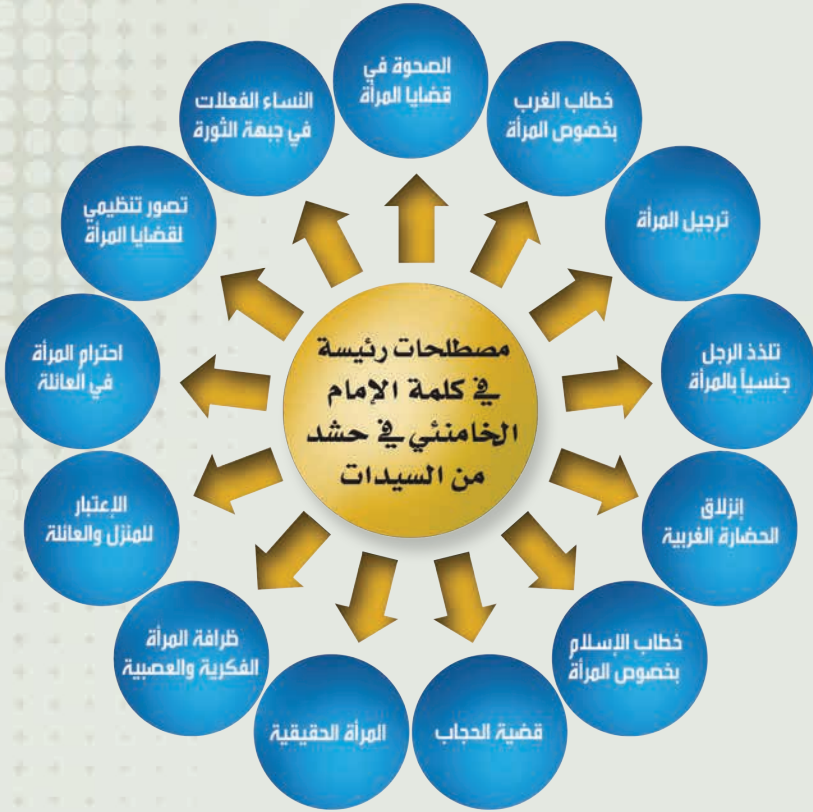 مصطلحات رئيسة
في كلمة الإمام
الخامنئي في حشد
من السيدات
الصحوة في
قضايا المرأة
خطاب الغرب
بخصوص المرأة
ترجيل المرأة
تلذذ الرجل
جنسياً بالمرأة
إنزلاق
الحضارة الغربية
خطاب الإسلام
بخصوص المرأة
قضية الحجاب
المرأة الحقيقية
ظرافة المرأة
الفكرية والعصبية
الإعتبار
للمنزل والعائلة
احترام المرأة
في العائلة
تصور تنظيمي
لقضايا المرأة
النساء الفعلات
في جبهة الثورة